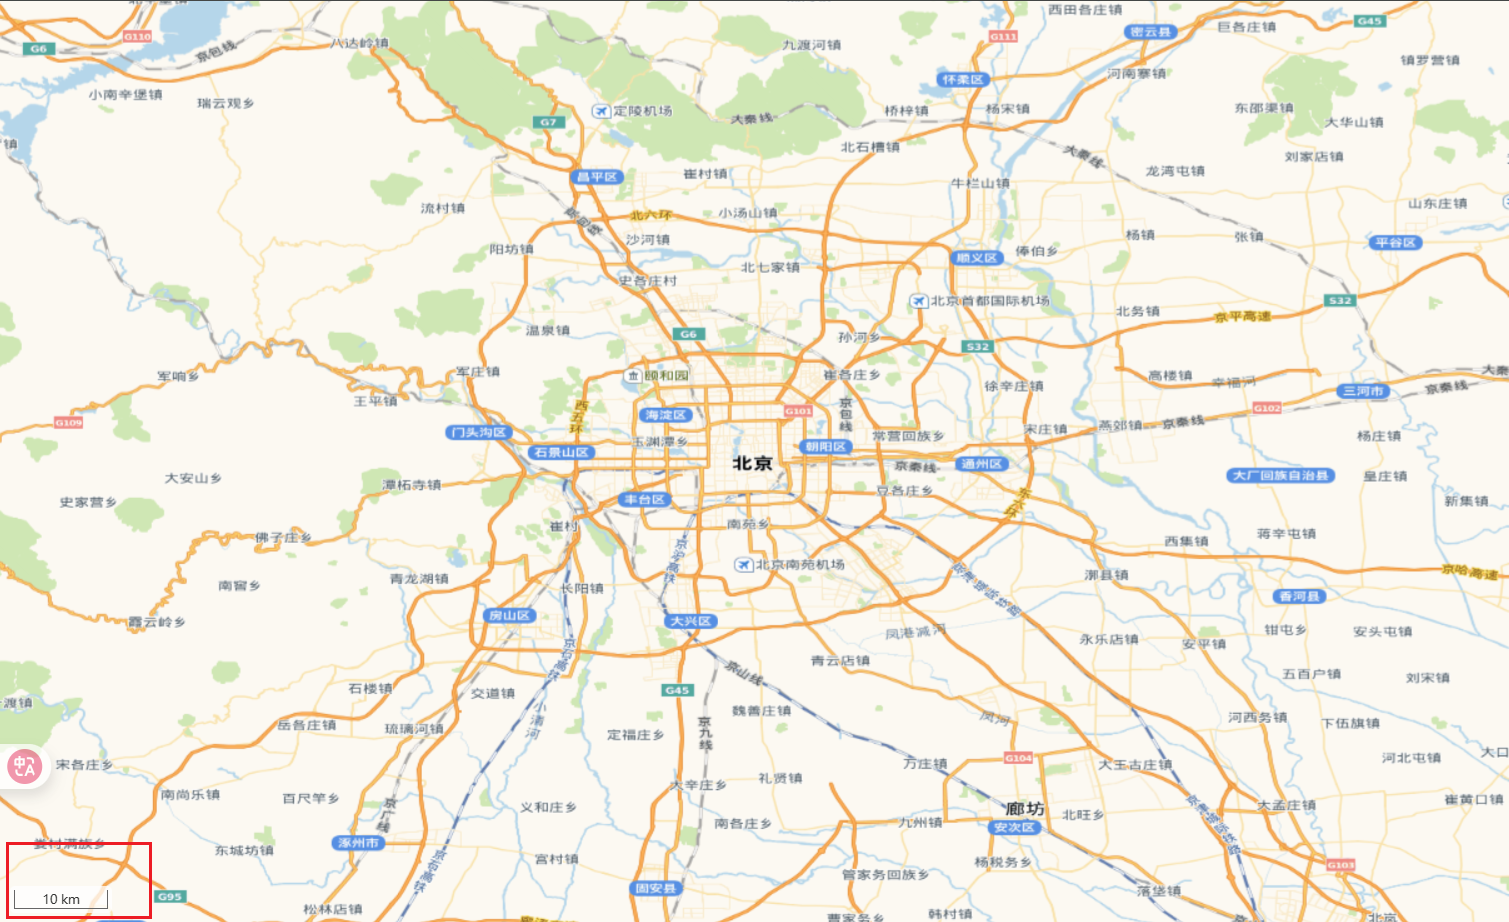 西田各庄镇
G45
G110
密云县
巨各庄镇
G6
京包线
八达岭镇
九渡河镇
G111
镇罗营镇
河南寨镇
怀柔区
小南辛堡镇
瑞云观乡
定陵机场
桥梓镇
杨宋镇
东邵渠镇
G7
大秦线
大华山镇
北石槽镇
大秦线
刘家店镇
昌平区
崔村镇
牛栏山镇
龙湾屯镇
流村镇
北六环
小汤山镇
山东庄镇
沙河镇
杨镇
张镇
平谷区
阳坊镇
顺义区
俸伯乡
北七家镇
史各庄村
北京首都国际机场
S32
北务镇
京平高速
温泉镇
G6
孙河乡
S32
军庄镇
颐和园
崔各庄乡
徐辛庄镇
高楼镇
幸福河
大秦
京秦线
军响乡
三河市
王平镇
西五环
海淀区
G101
京包线
G102
G109
门头沟区
玉渊潭乡
朝阳区
常营回族乡
宋庄镇
燕郊镇
京秦线
杨庄镇
石景山区
北京
京秦线
通州区
大安山乡
潭柘寺镇
大厂回族自治县
皇庄镇
史家营乡
丰台区
豆各庄乡
东六环
新集镇
崔村
南苑乡
佛子庄乡
西集镇
蒋辛屯镇
京沪高铁
北京南苑机场
青龙湖镇
漷县镇
京哈高速
南窖乡
长阳镇
香河县
房山区
大兴区
霞云岭乡
凤港减河
永乐店镇
安平镇
钳屯乡
安头屯镇
京石高铁
京山线
青云店镇
五百户镇
刘宋镇
石楼镇
交道镇
G45
渡镇
小清河
魏善庄镇
凤河
河西务镇
下伍旗镇
岳各庄镇
琉璃河镇
定福庄乡
京九线
大口
宋各庄乡
方庄镇
G104
大王古庄镇
河北屯镇
礼贤镇
大辛庄乡
南尚乐镇
百尺竿乡
义和庄乡
廊坊
北旺乡
大孟庄镇
崔黄口镇
京广线
南各庄乡
九州镇
安次区
娄村满族乡
东城坊镇
涿州市
京石高铁
宫村镇
杨税务乡
G103
管家务回族乡
固安县
落垡镇
10 km
G95
松林店镇
曹家务乡
韩村镇